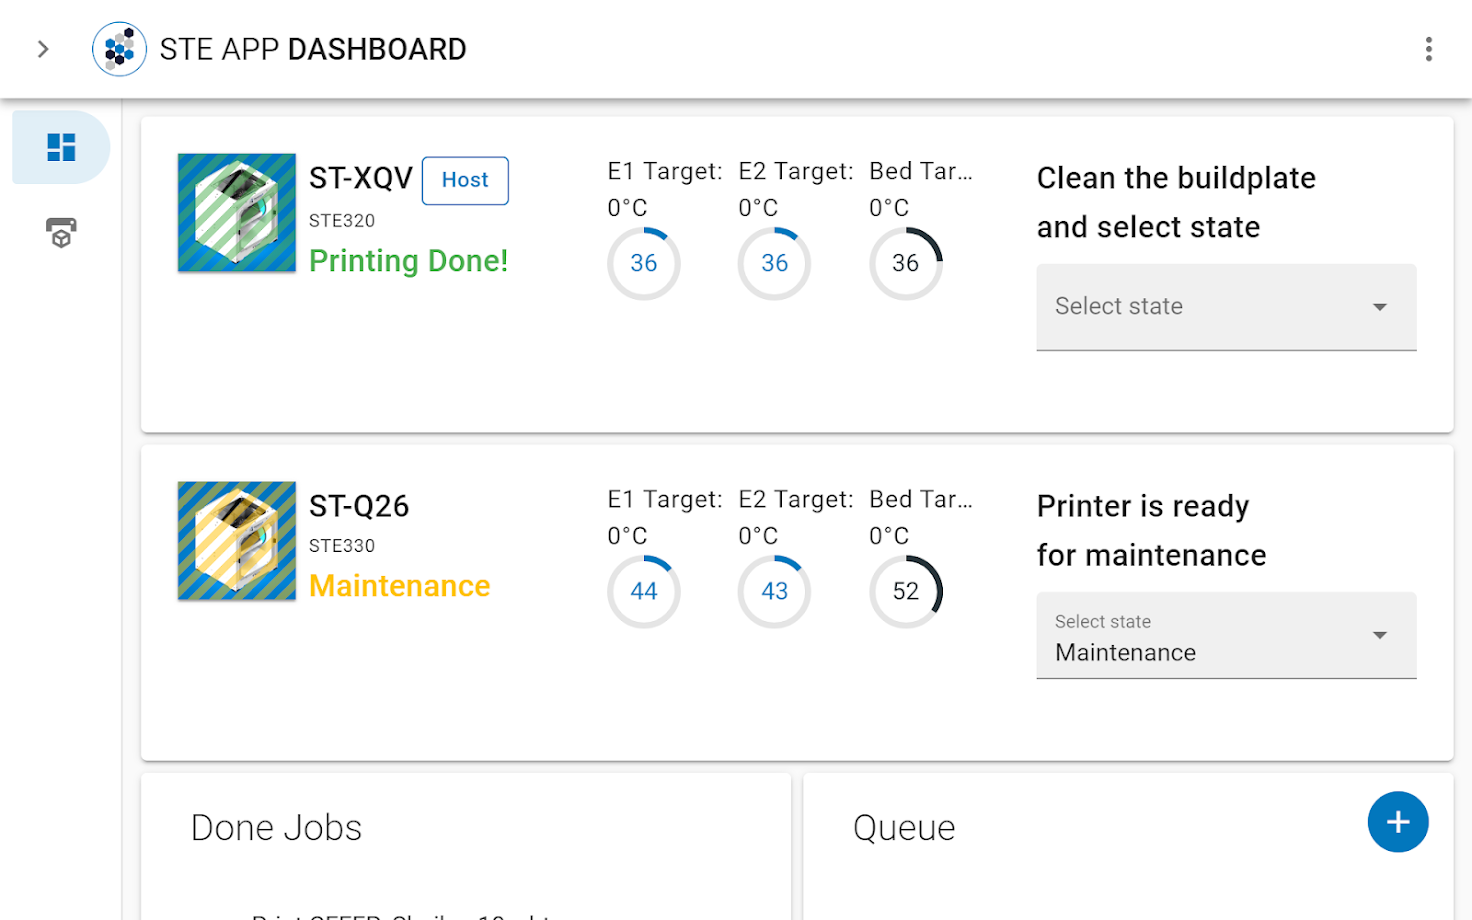 STE APP DASHBOARD
ST-XQV Host
STE320
Printing Done!
E1 Target: E2 Target: Bed Tar...
0°C 0°C 0°C
36 36 36
Clean the buildplate
and select state
Select state
ST-Q26
STE330
Maintenance
E1 Target: E2 Target: Bed Tar...
0°C 0°C 0°C
44 43 52
Printer is ready
for maintenance
Select state
Maintenance
Done Jobs
Queue